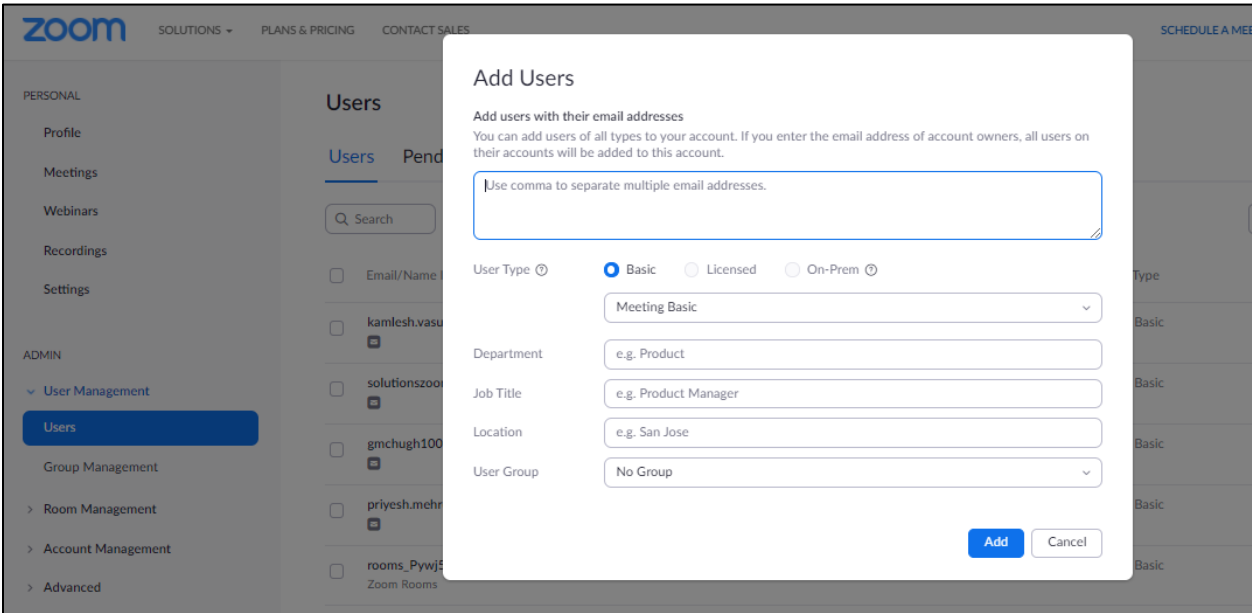 zoom SOLUTIONS PLANS & PRICING CONTACT SALES SCHEDULE A MEE
PERSONAL
Profile
Meetings
Webinars
Recordings
Settings
ADMIN
User Management
Users
Group Management
Room Management
Account Management
Advanced
Users
Users Pend
Search
Email/Name Type
kamlesh.vasu Basic
solutionszoo Basic
gmchugh100 Basic
priyesh.mehr Basic
rooms_Pywj5 Basic
Zoom Rooms
Add Users
Add users with their email addresses
You can add users of all types to your account. If you enter the email address of account owners, all users on
their accounts will be added to this account.
Use comma to separate multiple email addresses.
User Type Basic Licensed On-Prem
Meeting Basic
Department e.g. Product
Job Title e.g. Product Manager
Location e.g. San Jose
User Group No Group
Add Cancel